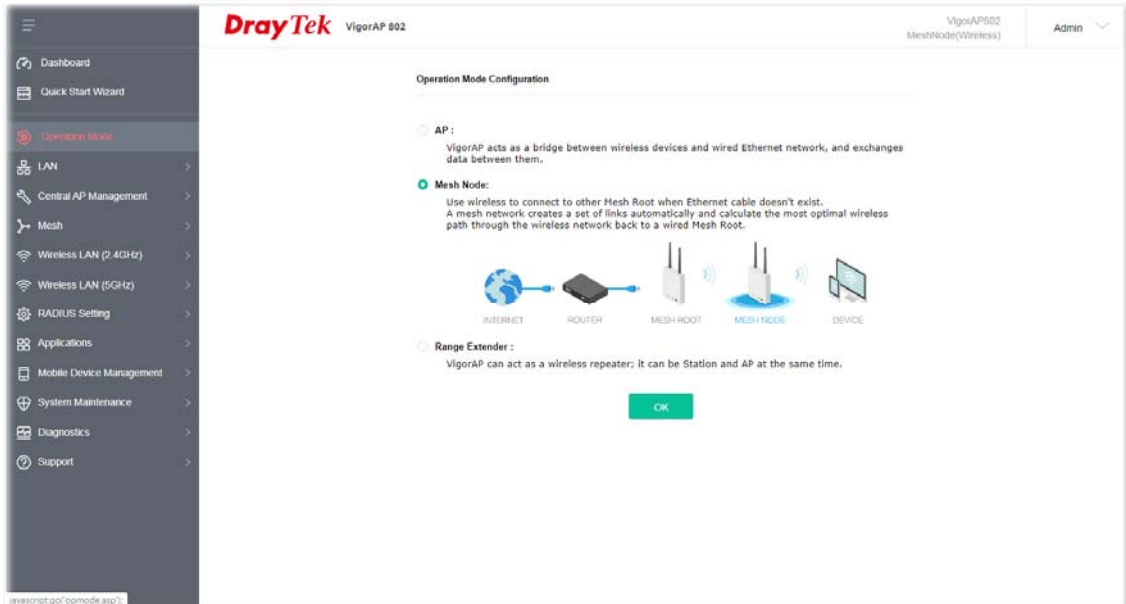 DrayTek VigorAP 802
VigorAP802
MeshNode(Wireless)
Admin
Dashboard
Quick Start Wizard
Operation Mode
LAN
Central AP Management
Mesh
Wireless LAN (2.4GHz)
Wireless LAN (5GHz)
RADIUS Setting
Applications
Mobile Device Management
System Maintenance
Diagnostics
Support
Operation Mode Configuration
AP :
VigorAP acts as a bridge between wireless devices and wired Ethernet network, and exchanges
data between them.
Mesh Node:
Use wireless to connect to other Mesh Root when Ethernet cable doesn't exist.
A mesh network creates a set of links automatically and calculate the most optimal wireless
path through the wireless network back to a wired Mesh Root.
INTERNET ROUTER MESH ROOT MESH NODE DEVICE
Range Extender :
VigorAP can act as a wireless repeater; it can be Station and AP at the same time.
OK
javascript:go('opmode.asp');